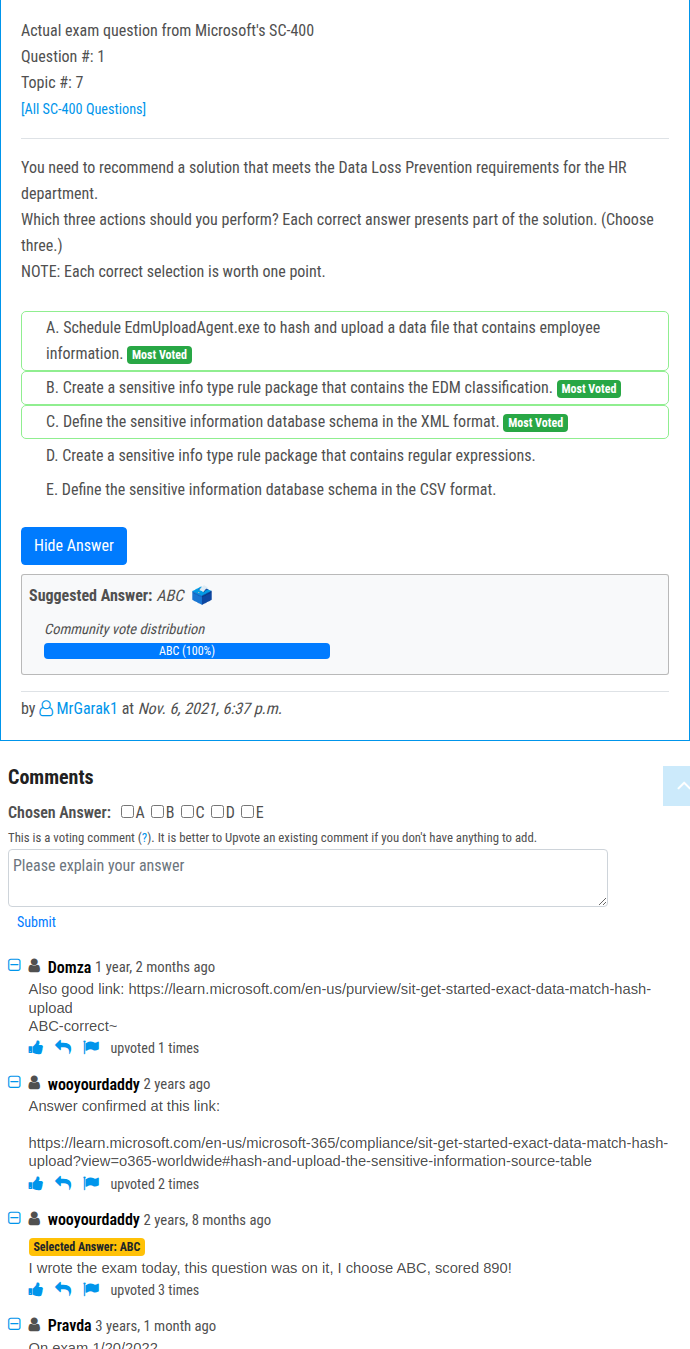 Actual exam question from Microsoft's SC-400
Question #: 1
Topic #: 7
[All SC-400 Questions]
You need to recommend a solution that meets the Data Loss Prevention requirements for the HR
department.
Which three actions should you perform? Each correct answer presents part of the solution. (Choose
three.)
NOTE: Each correct selection is worth one point.
A. Schedule EdmUploadAgent.exe to hash and upload a data file that contains employee
information. Most Voted
B. Create a sensitive info type rule package that contains the EDM classification. Most Voted
C. Define the sensitive information database schema in the XML format. Most Voted
D. Create a sensitive info type rule package that contains regular expressions.
E. Define the sensitive information database schema in the CSV format.
Hide Answer
Suggested Answer: ABC
Community vote distribution
ABC (100%)
by MrGarak1 at Nov. 6, 2021, 6:37 p.m.
Comments
Chosen Answer: A B C D E
This is a voting comment (?). It is better to Upvote an existing comment if you don't have anything to add.
Please explain your answer
Submit
Domza 1 year, 2 months ago
Also good link: https://learn.microsoft.com/en-us/purview/sit-get-started-exact-data-match-hash-
upload
ABC-correct~
upvoted 1 times
wooyourdaddy 2 years ago
Answer confirmed at this link:
https://learn.microsoft.com/en-us/microsoft-365/compliance/sit-get-started-exact-data-match-hash-
upload?view=o365-worldwide#hash-and-upload-the-sensitive-information-source-table
upvoted 2 times
wooyourdaddy 2 years, 8 months ago
Selected Answer: ABC
I wrote the exam today, this question was on it, I choose ABC, scored 890!
upvoted 3 times
Pravda 3 years, 1 month ago
On exam 1/20/2022